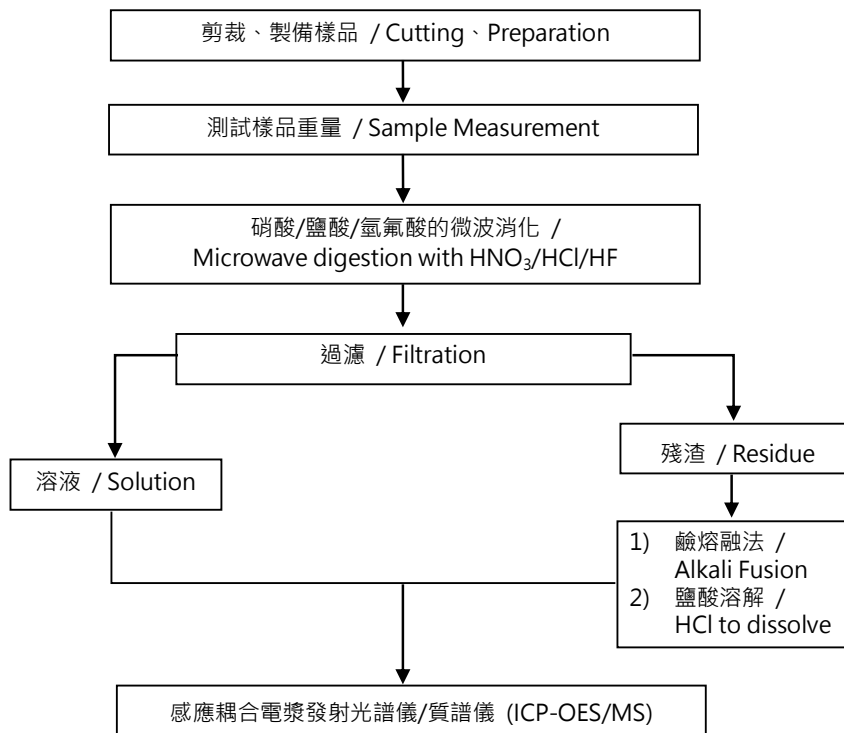 剪裁、製備樣品 / Cutting、Preparation
測試樣品重量 / Sample Measurement
硝酸/鹽酸/氫氟酸的微波消化 /
Microwave digestion with HNO₃/HCl/HF
過濾 / Filtration
溶液 / Solution
殘渣 / Residue
1) 鹼熔融法 /
Alkali Fusion
2) 鹽酸溶解 /
HCl to dissolve
感應耦合電漿發射光譜儀/質譜儀 (ICP-OES/MS)